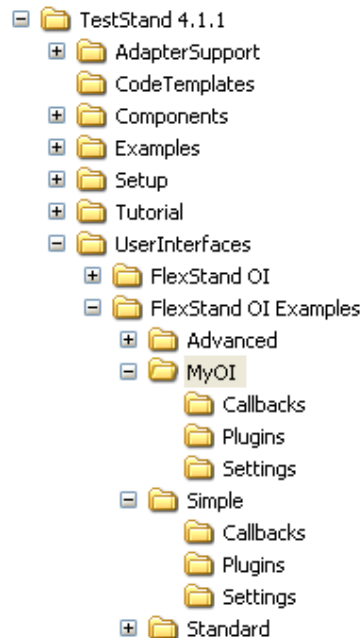 TestStand 4.1.1
AdapterSupport
CodeTemplates
Components
Examples
Setup
Tutorial
UserInterfaces
FlexStand OI
FlexStand OI Examples
Advanced
MyOI
Callbacks
Plugins
Settings
Simple
Callbacks
Plugins
Settings
Standard